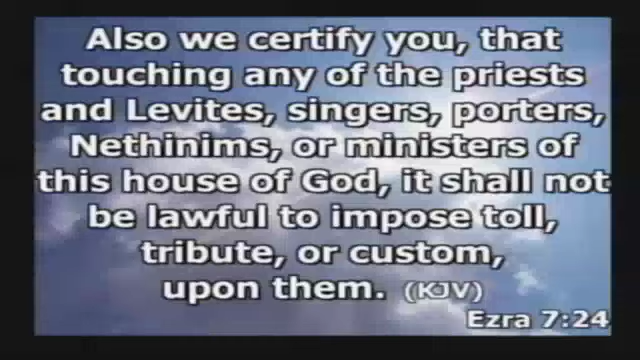 Also we certify you, that
touching any of the priests
and Levites, singers, porters,
Nethinims, or ministers of
this house of God, it shall not
be lawful to impose toll,
tribute, or custom,
upon them. (KJV)
Ezra 7:24